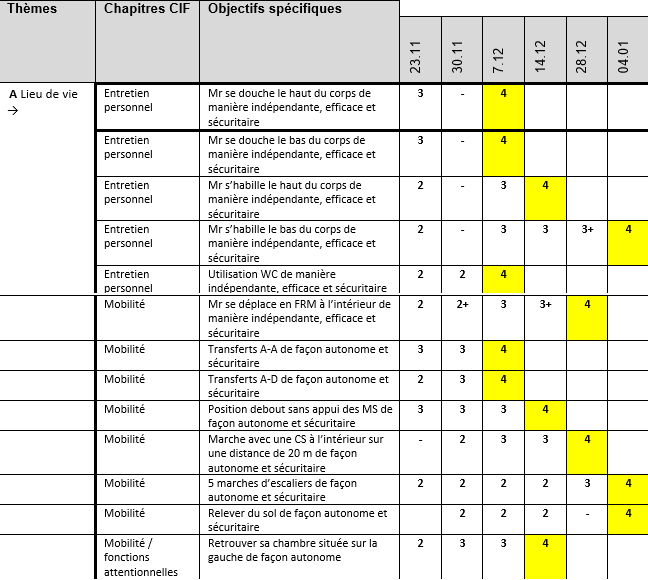 Thèmes Chapitres CIF Objectifs spécifiques
23.11 30.11 7.12 14.12 28.12 04.01
A Lieu de vie Entretien Mr se douche le haut du corps de 3 - 4
→ personnel manière indépendante, efficace et
sécuritaire
Entretien Mr se douche le bas du corps de 3 - 4
personnel manière indépendante, efficace et
sécuritaire
Entretien Mr s’habille le haut du corps de 2 - 3 4
personnel manière indépendante, efficace et
sécuritaire
Entretien Mr s’habille le bas du corps de 2 - 3 3 3+ 4
personnel manière indépendante, efficace et
sécuritaire
Entretien Utilisation WC de manière 2 2 4
personnel indépendante, efficace et sécuritaire
Mobilité Mr se déplace en FRM à l’intérieur de 2 2+ 3 3+ 4
manière indépendante, efficace et
sécuritaire
Mobilité Transferts A-A de façon autonome et 3 3 4
sécuritaire
Mobilité Transferts A-D de façon autonome et 2 3 4
sécuritaire
Mobilité Position debout sans appui des MS de 3 3 3 4
façon autonome et sécuritaire
Mobilité Marche avec une CS à l’intérieur sur - 2 3 3 4
une distance de 20 m de façon
autonome et sécuritaire
Mobilité 5 marches d’escaliers de façon 2 2 2 2 3 4
autonome et sécuritaire
Mobilité Relever du sol de façon autonome et 2 2 2 - 4
sécuritaire
Mobilité / Retrouver sa chambre située sur la 2 3 3 4
fonctions gauche de façon autonome
attentionnelles